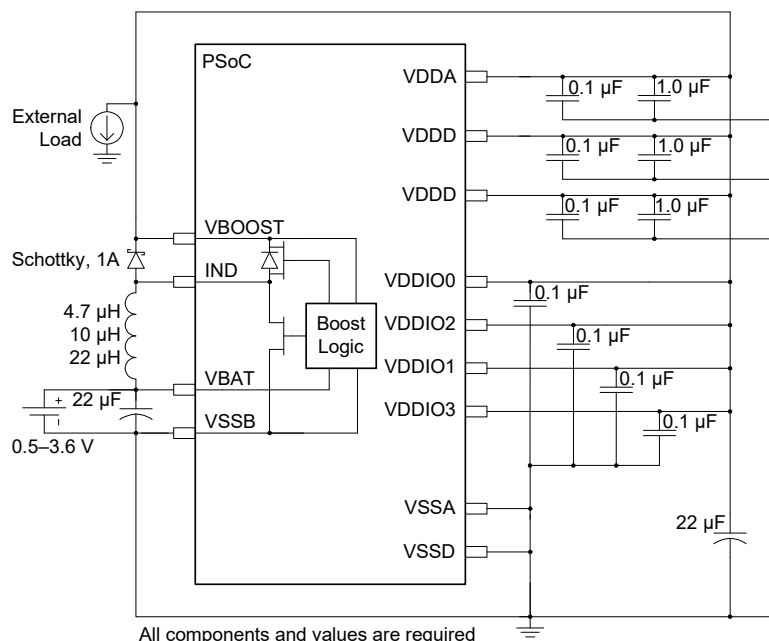 PSoC
VDDA
0.1 µF
1.0 µF
External
Load
VDDD
0.1 µF
1.0 µF
VDDD
0.1 µF
1.0 µF
VBOOST
Schottky, 1A
IND
VDDIO0
0.1 µF
4.7 µH
10 µH
22 µH
Boost
Logic
VDDIO2
0.1 µF
VDDIO1
0.1 µF
VBAT
22 µF
+
-
VSSB
VDDIO3
0.1 µF
0.5–3.6 V
VSSA
22 µF
VSSD
All components and values are required